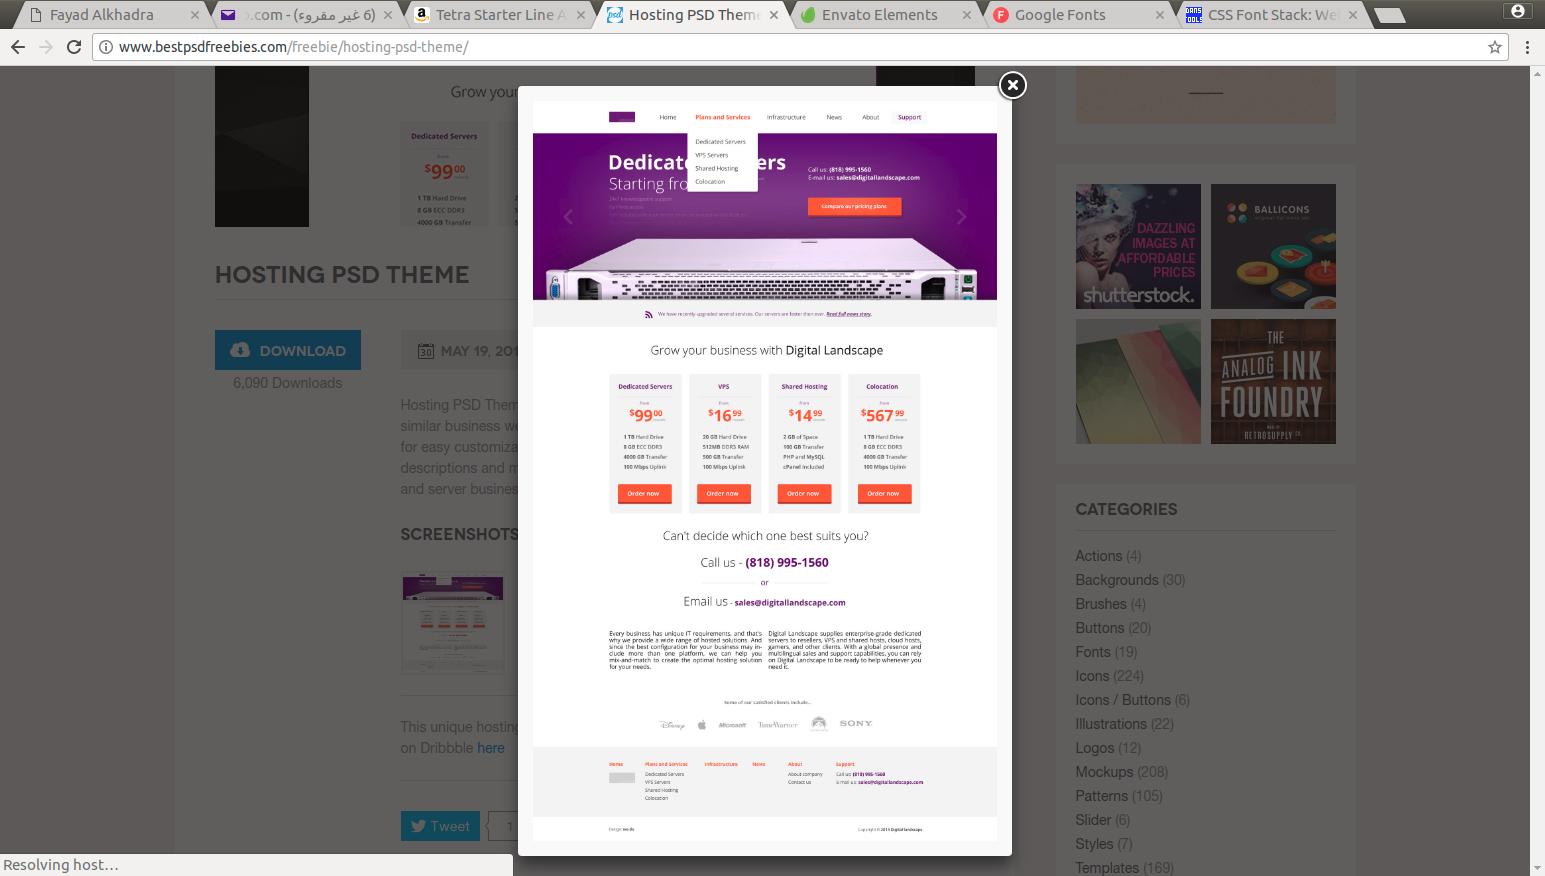 Fayad Alkhadra
o.com - (6 غير مقروء)
Tetra Starter Line A
Hosting PSD Theme
Envato Elements
Google Fonts
CSS Font Stack: We
www.bestpsdfreebies.com/freebie/hosting-psd-theme/
Grow your
Dedicated Servers
from
$99 00
1 TB Hard Drive
8 GB ECC DDR3
4000 GB Transfer
HOSTING PSD THEME
DOWNLOAD
6,090 Downloads
30
MAY 19, 201
Hosting PSD Them
similar business we
for easy customiza
descriptions and m
and server busines
SCREENSHOTS
This unique hosting
on Dribbble here
Tweet
1
Resolving host…
Home
Plans and Services
Infrastructure
News
About
Support
Dedicated Servers
VPS Servers
Shared Hosting
Colocation
Dedicat ers
Starting fro
24x7 knowledgeable support
Call us: (818) 995-1560
E-mail us: sales@digitallandscape.com
Compare our pricing plans
We have recently upgraded several services. Our servers are faster then ever. Read full news story.
Grow your business with Digital Landscape
Dedicated Servers
from
$99 00
1 TB Hard Drive
8 GB ECC DDR3
4000 GB Transfer
100 Mbps Uplink
Order now
VPS
from
$16 99
20 GB Hard Drive
512MB DDR3 RAM
500 GB Transfer
100 Mbps Uplink
Order now
Shared Hosting
from
$14 99
2 GB of Space
100 GB Transfer
PHP and MySQL
cPanel Included
Order now
Colocation
from
$567 99
1 TB Hard Drive
8 GB ECC DDR3
4000 GB Transfer
100 Mbps Uplink
Order now
Can't decide which one best suits you?
Call us - (818) 995-1560
or
Email us - sales@digitallandscape.com
Every business has unique IT requirements, and that's
why we provide a wide range of hosted solutions. And
since the best configuration for your business may in-
clude more than one platform, we can help you
mix-and-match to create the optimal hosting solution
for your needs.
Digital Landscape supplies enterprise-grade dedicated
servers to resellers, VPS and shared hosts, cloud hosts,
gamers, and other clients. With a global presence and
multilingual sales and support capabilities, you can rely
on Digital Landscape to be ready to help whenever you
need it.
Some of our satisfied clients include...
Disney
Microsoft
TimeWarner
SONY
Home
Plans and Services
Dedicated Servers
VPS Servers
Shared Hosting
Colocation
Infrastructure
News
About
About company
Contact us
Support
Call us: (818) 995-1560
E-mail us: sales@digitallandscape.com
Copyright © 2013 Digital landscape
DAZZLING
IMAGES AT
AFFORDABLE
PRICES
shutterstock.
BALLICONS
THE
ANALOG INK
FOUNDRY
MADE BY
RETROSUPPLY CO.
CATEGORIES
Actions (4)
Backgrounds (30)
Brushes (4)
Buttons (20)
Fonts (19)
Icons (224)
Icons / Buttons (6)
Illustrations (22)
Logos (12)
Mockups (208)
Patterns (105)
Slider (6)
Styles (7)
Templates (169)